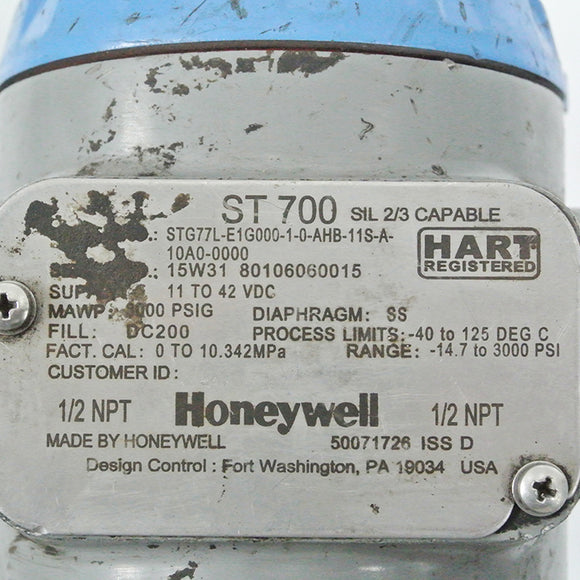 ST 700 SIL 2/3 CAPABLE
.: STG77L-E1G000-1-0-AHB-11S-A-
10A0-0000
HART
REGISTERED
15W31 80106060015
11 TO 42 VDC
MAWP: 3000 PSIG DIAPHRAGM: SS
FILL: DC200 PROCESS LIMITS:-40 to 125 DEG C
FACT. CAL: 0 TO 10.342MPa RANGE: -14.7 to 3000 PSI
CUSTOMER ID:
1/2 NPT Honeywell 1/2 NPT
MADE BY HONEYWELL 50071726 ISS D
Design Control : Fort Washington, PA 19034 USA